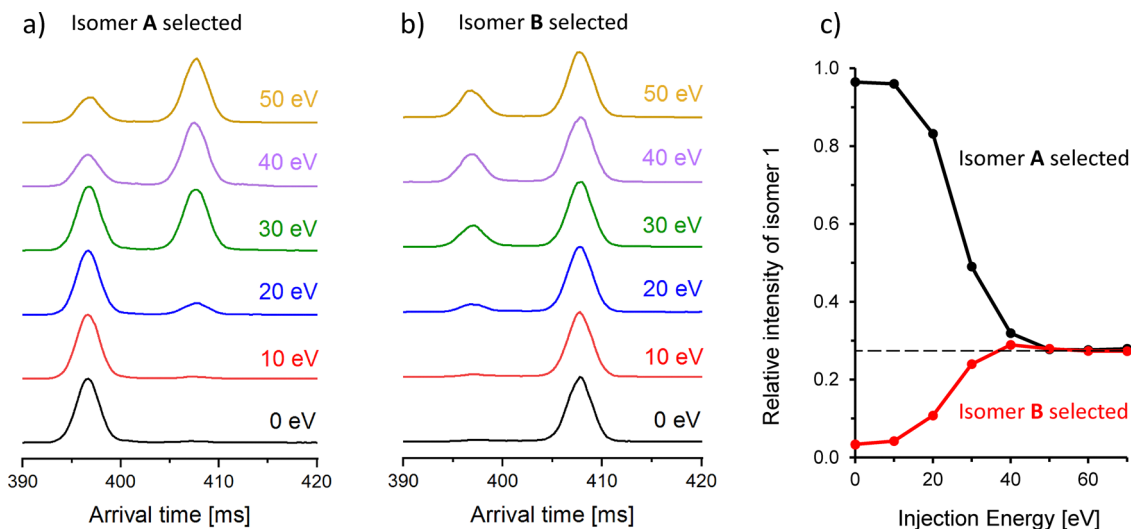 a) Isomer A selected
50 eV
40 eV
30 eV
20 eV
10 eV
0 eV
390 400 410 420
Arrival time [ms]
b) Isomer B selected
50 eV
40 eV
30 eV
20 eV
10 eV
0 eV
390 400 410 420
Arrival time [ms]
c)
Relative intensity of isomer 1
1.0
0.8
0.6
0.4
0.2
0.0
Isomer A selected
Isomer B selected
0 20 40 60
Injection Energy [eV]